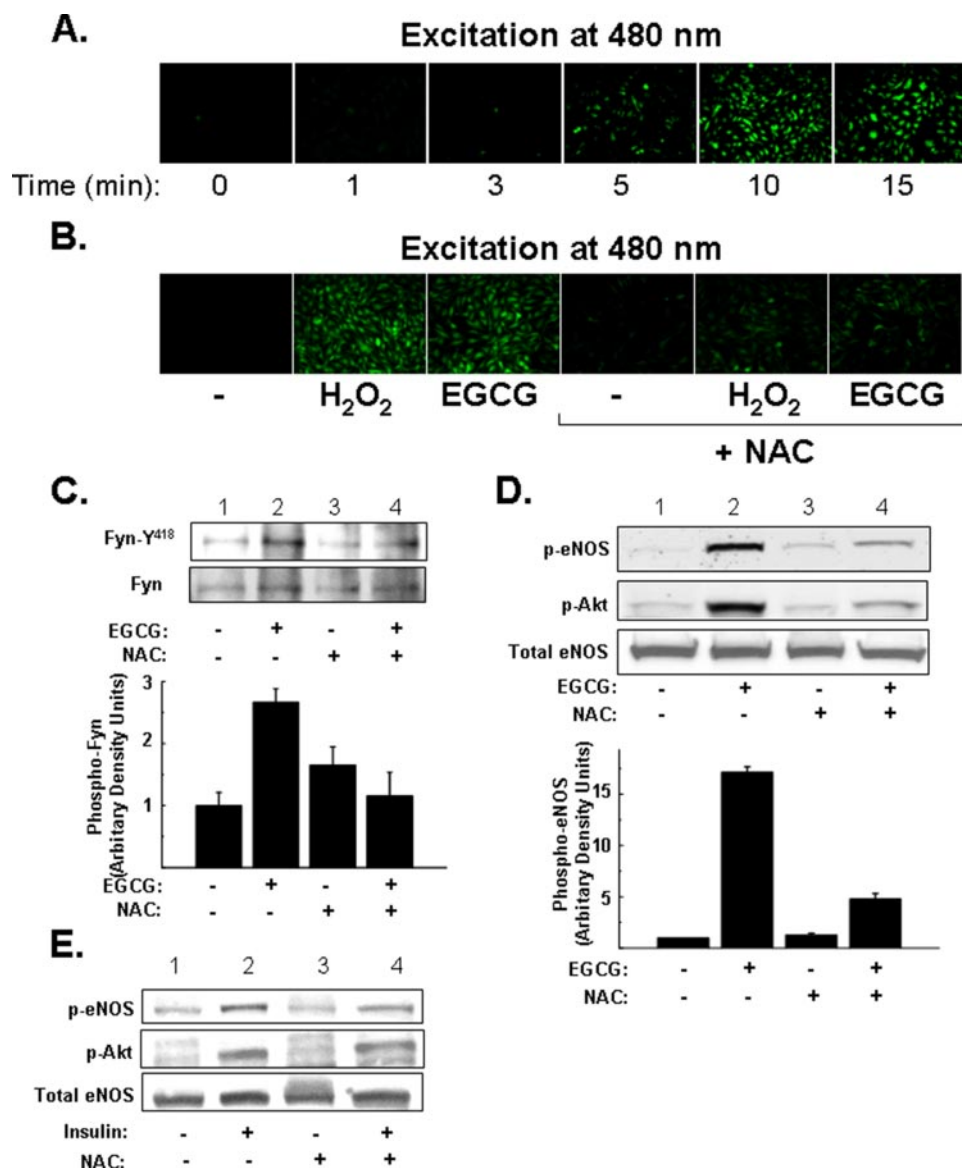 A.
Excitation at 480 nm
Time (min): 0 1 3 5 10 15
B.
Excitation at 480 nm
- H₂O₂ EGCG - H₂O₂ EGCG
+ NAC
C.
1 2 3 4
Fyn-Y⁴¹⁸
Fyn
EGCG: - + - +
NAC: - - + +
3
2
1
Phospho-Fyn
(Arbitary Density Units)
EGCG: - + - +
NAC: - - + +
D.
1 2 3 4
p-eNOS
p-Akt
Total eNOS
EGCG: - + - +
NAC: - - + +
15
10
5
Phospho-eNOS
(Arbitary Density Units)
EGCG: - + - +
NAC: - - + +
E.
1 2 3 4
p-eNOS
p-Akt
Total eNOS
Insulin: - + - +
NAC: - - + +